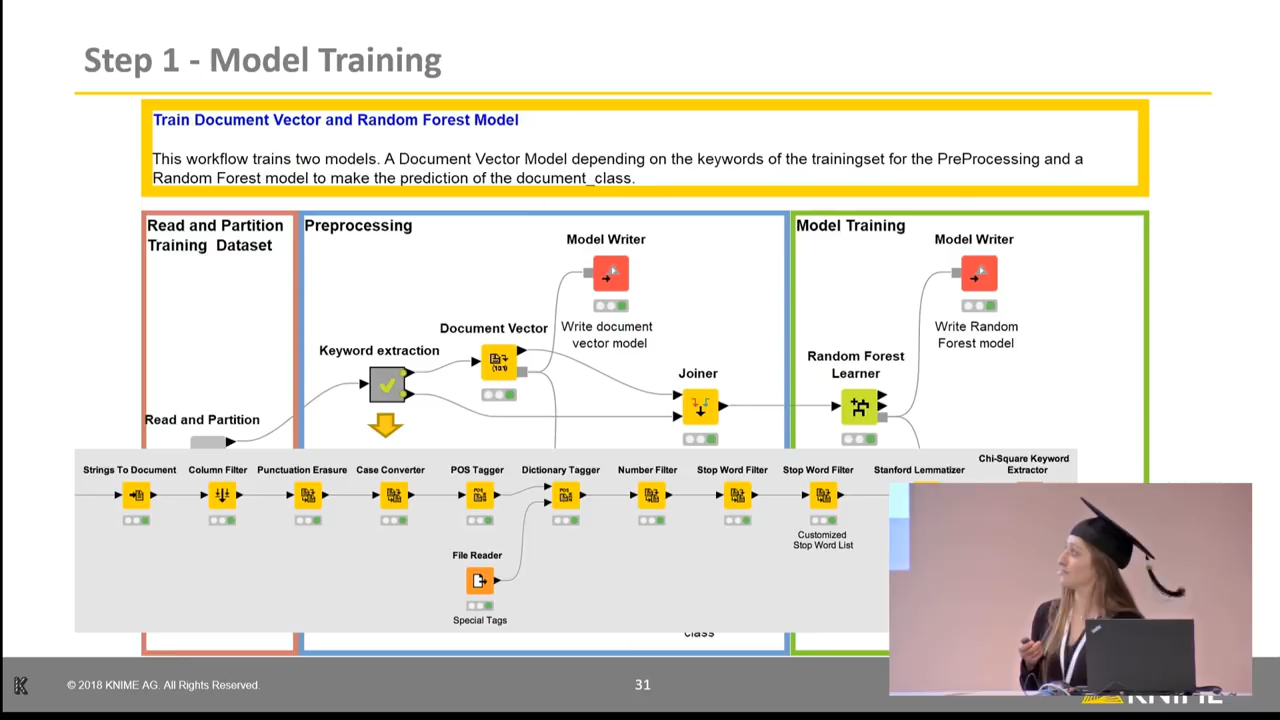 Step 1 - Model Training
Train Document Vector and Random Forest Model
This workflow trains two models. A Document Vector Model depending on the keywords of the trainingset for the PreProcessing and a
Random Forest model to make the prediction of the document_class.
Read and Partition
Training Dataset
Preprocessing
Model Training
Model Writer
Write document
vector model
Model Writer
Write Random
Forest model
Document Vector
Keyword extraction
Random Forest
Learner
Joiner
Read and Partition
Strings To Document
Column Filter
Punctuation Erasure
Case Converter
POS Tagger
Dictionary Tagger
Number Filter
Stop Word Filter
Stop Word Filter
Stanford Lemmatizer
Chi-Square Keyword
Extractor
Customized
Stop Word List
File Reader
Special Tags
class
© 2018 KNIME AG. All Rights Reserved.
31
KNIME